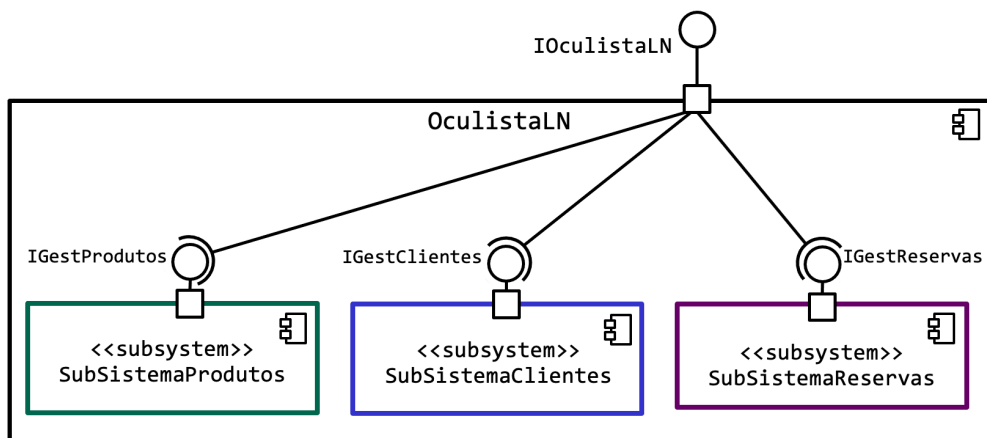 IOculistaLN
OculistaLN
IGestProdutos
IGestClientes
IGestReservas
<<subsystem>>
SubSistemaProdutos
<<subsystem>>
SubSistemaClientes
<<subsystem>>
SubSistemaReservas